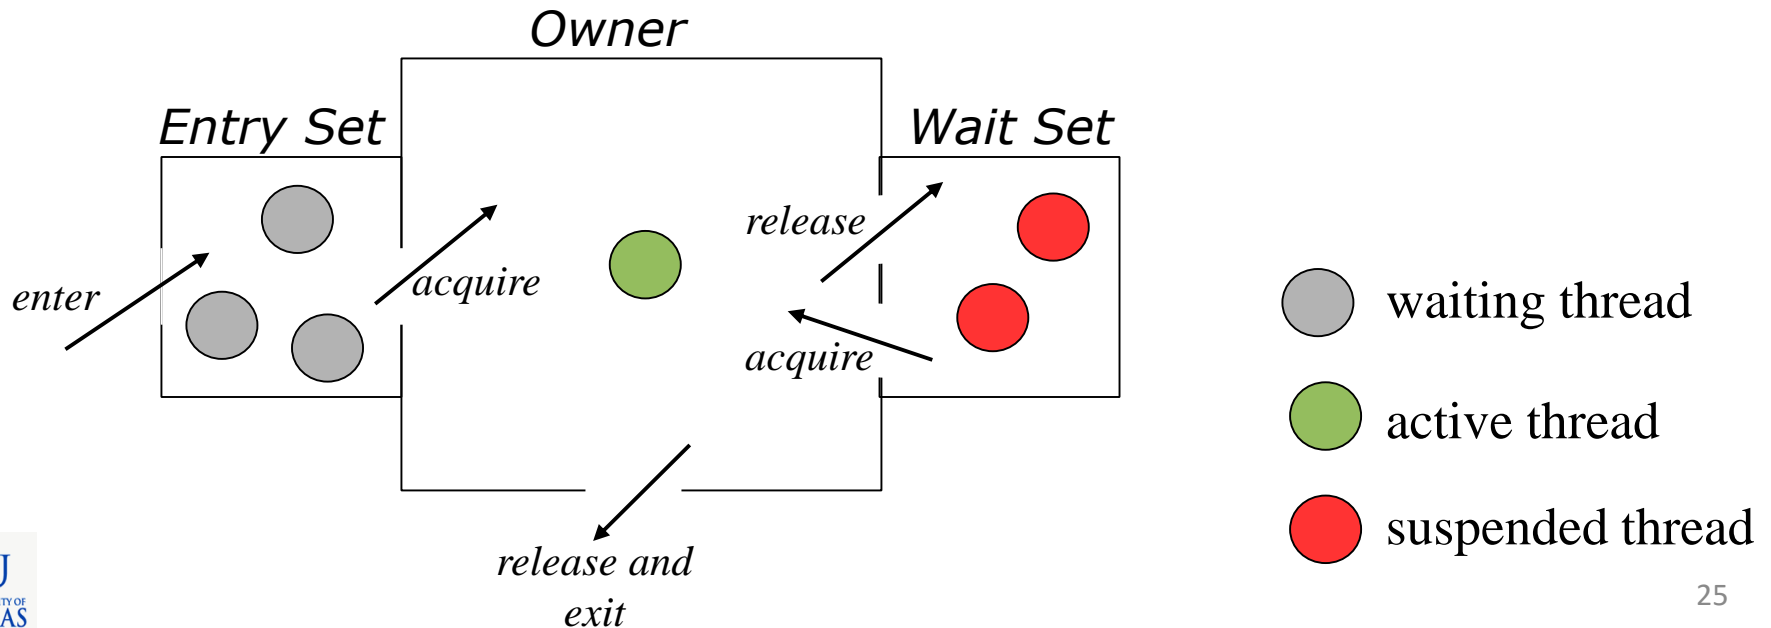 Owner
Entry Set
Wait Set
release
enter
acquire
acquire
waiting thread
active thread
suspended thread
release and
exit
25